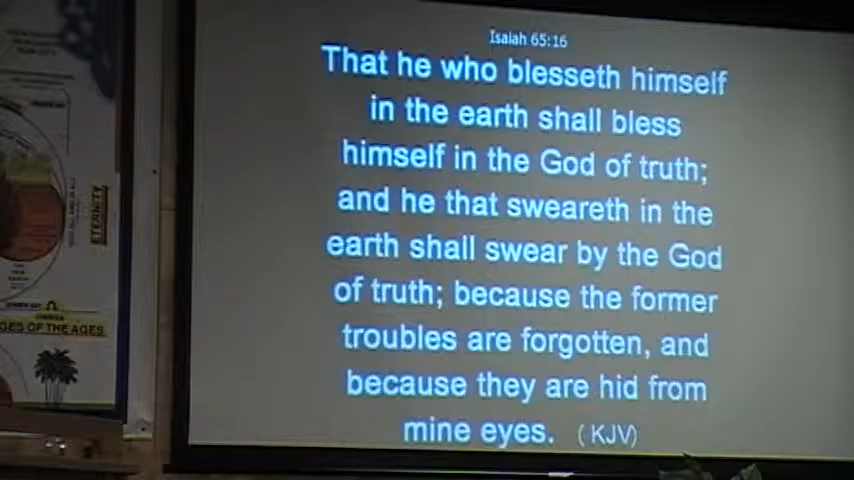 Isaiah 65:16
That he who blesseth himself
in the earth shall bless
himself in the God of truth;
and he that sweareth in the
earth shall swear by the God
of truth; because the former
troubles are forgotten, and
because they are hid from
mine eyes. (KJV)
ETERNITY
GES OF THE AGES